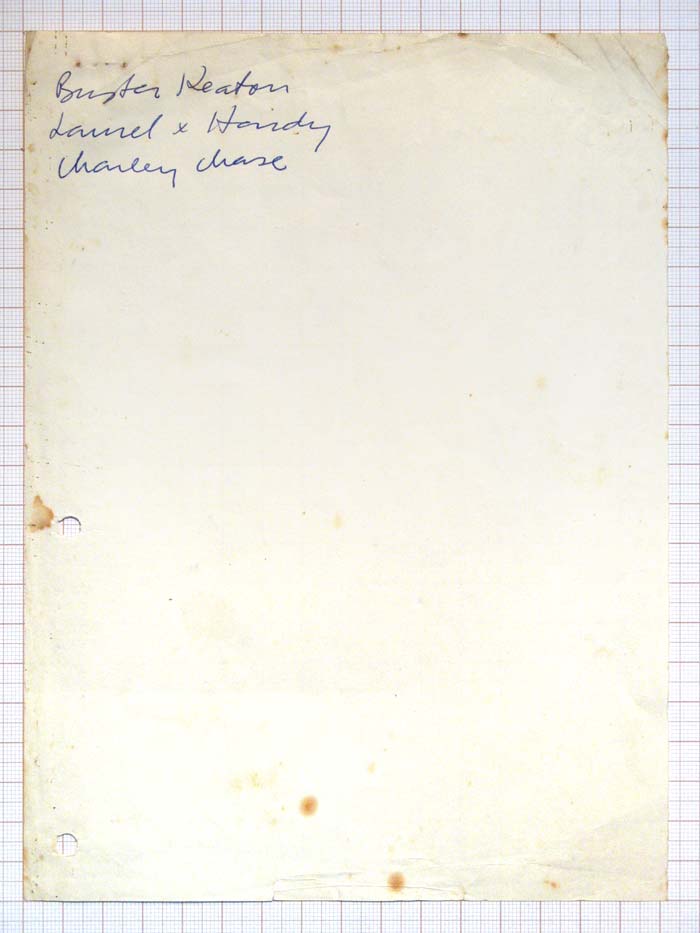 Buster Keaton
Laurel x Hardy
Charley Chase